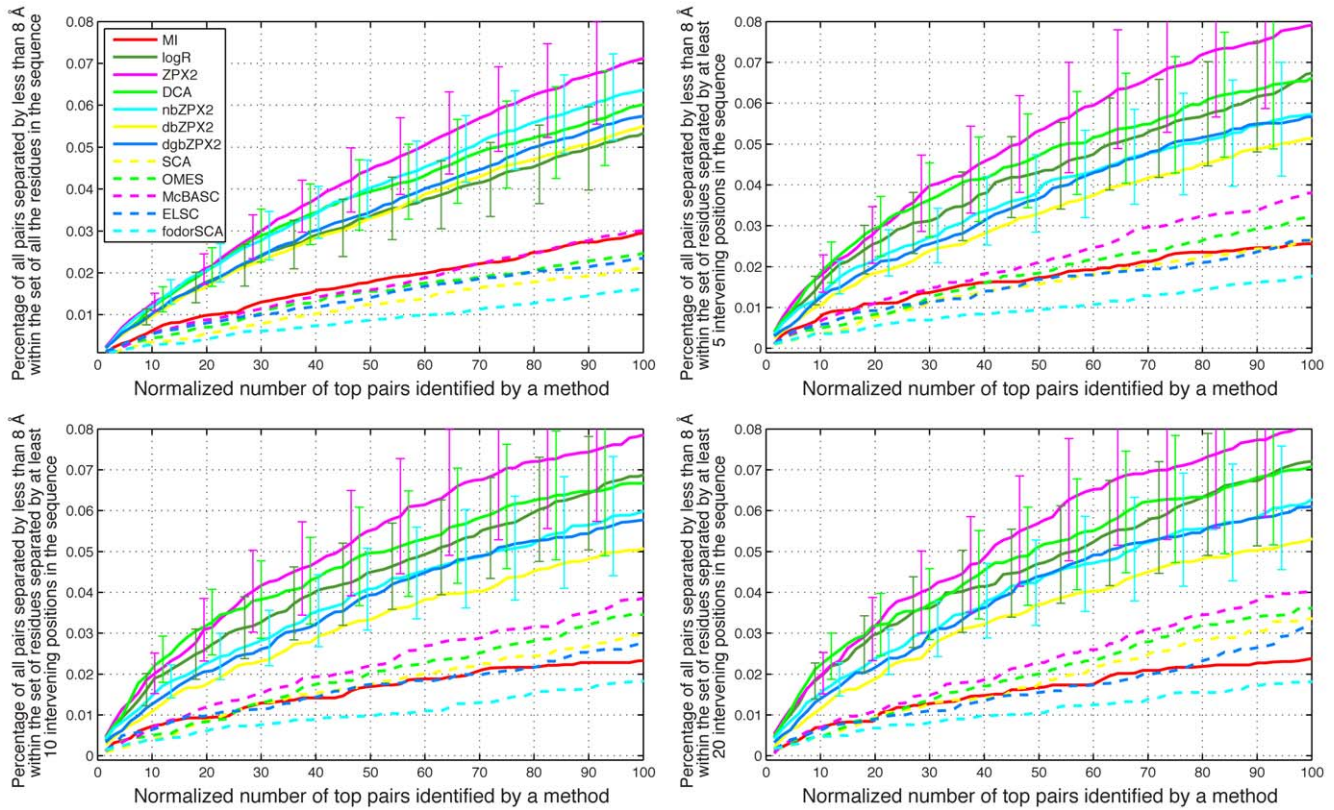 Percentage of all pairs separated by less than 8 Å
within the set of all the residues in the sequence
0.08
0.07
0.06
0.05
0.04
0.03
0.02
0.01
MI
logR
ZPX2
DCA
nbZPX2
dbZPX2
dgbZPX2
SCA
OMES
McBASC
ELSC
fodorSCA
0 10 20 30 40 50 60 70 80 90 100
Normalized number of top pairs identified by a method
Percentage of all pairs separated by less than 8 Å
within the set of residues separated by at least
5 intervening positions in the sequence
0.08
0.07
0.06
0.05
0.04
0.03
0.02
0.01
0
0 10 20 30 40 50 60 70 80 90 100
Normalized number of top pairs identified by a method
Percentage of all pairs separated by less than 8 Å
within the set of residues separated by at least
10 intervening positions in the sequence
0.08
0.07
0.06
0.05
0.04
0.03
0.02
0.01
0
0 10 20 30 40 50 60 70 80 90 100
Normalized number of top pairs identified by a method
Percentage of all pairs separated by less than 8 Å
within the set of residues separated by at least
20 intervening positions in the sequence
0.08
0.07
0.06
0.05
0.04
0.03
0.02
0.01
0
0 10 20 30 40 50 60 70 80 90 100
Normalized number of top pairs identified by a method